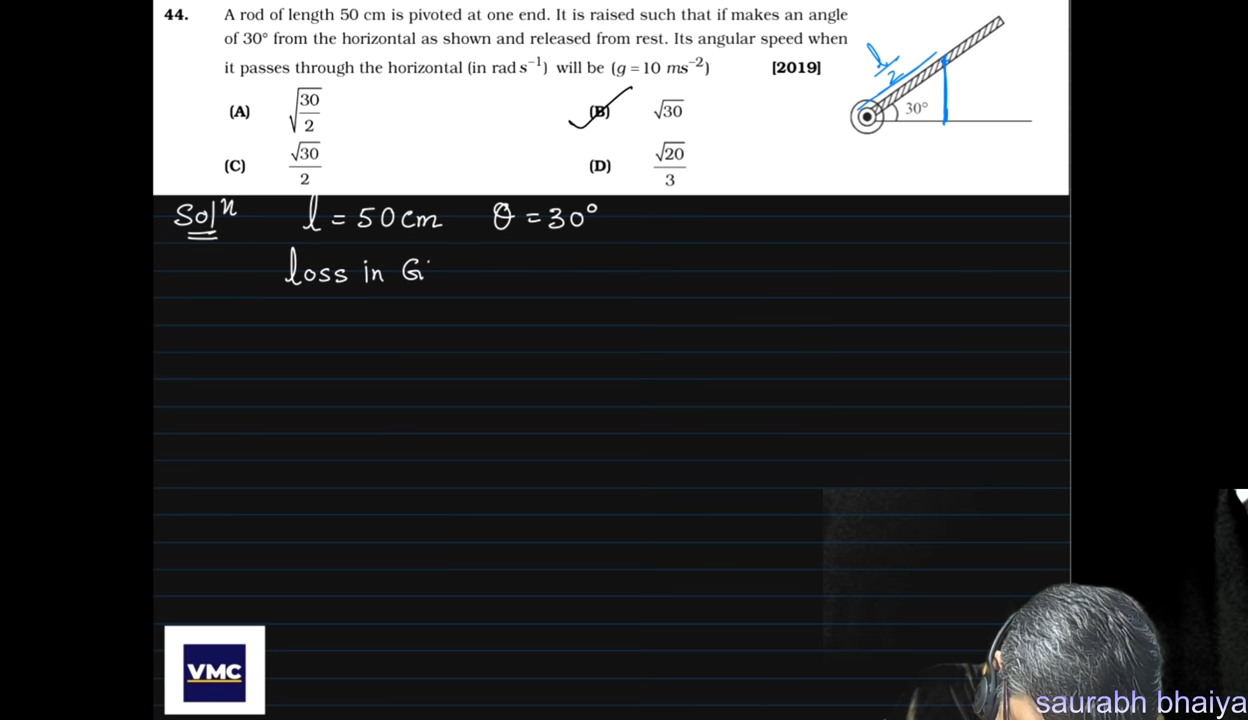 44. A rod of length 50 cm is pivoted at one end. It is raised such that if makes an angle
of 30° from the horizontal as shown and released from rest. Its angular speed when
it passes through the horizontal (in rad s⁻¹) will be (g = 10 ms⁻²) [2019]
(A) √(30/2) (B) √30
(C) √30/2 (D) √20/3
l/2
30°
Solⁿ l = 50 cm θ = 30°
loss in G
VMC
saurabh bhaiya